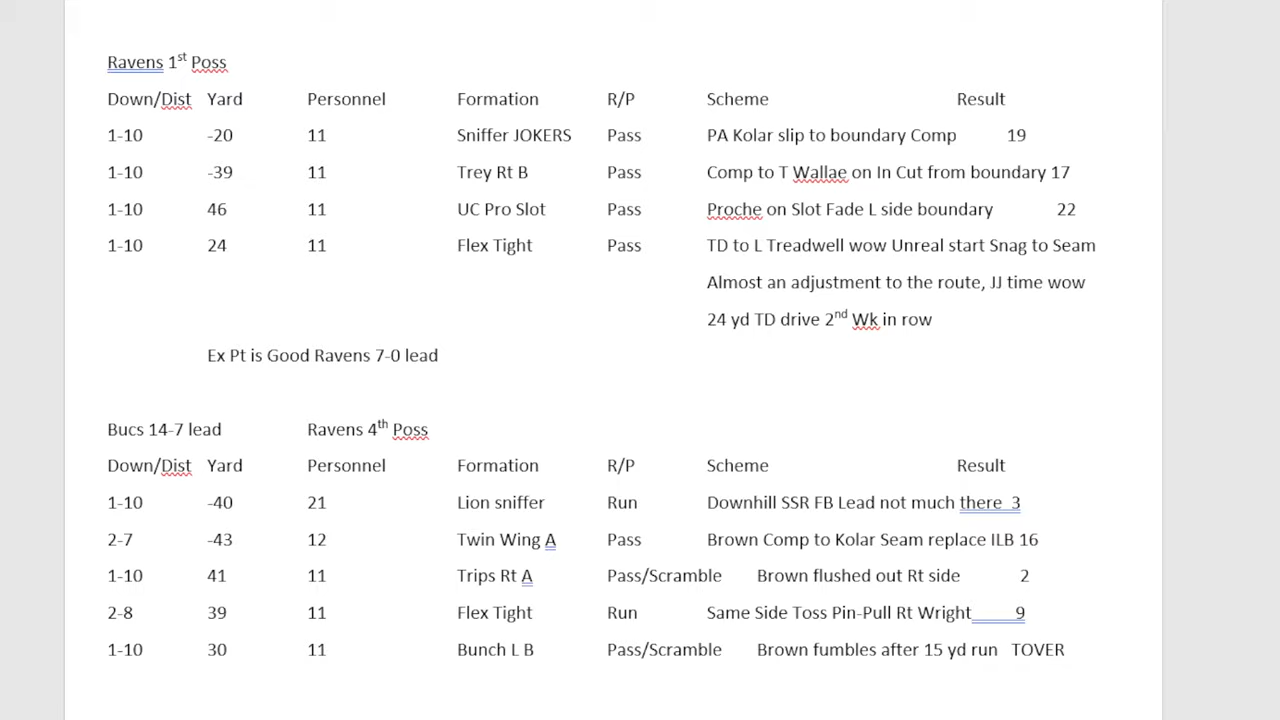 Ravens 1st Poss
Down/Dist Yard Personnel Formation R/P Scheme Result
1-10 -20 11 Sniffer JOKERS Pass PA Kolar slip to boundary Comp 19
1-10 -39 11 Trey Rt B Pass Comp to T Wallae on In Cut from boundary 17
1-10 46 11 UC Pro Slot Pass Proche on Slot Fade L side boundary 22
1-10 24 11 Flex Tight Pass TD to L Treadwell wow Unreal start Snag to Seam
Almost an adjustment to the route, JJ time wow
24 yd TD drive 2nd Wk in row
Ex Pt is Good Ravens 7-0 lead
Bucs 14-7 lead Ravens 4th Poss
Down/Dist Yard Personnel Formation R/P Scheme Result
1-10 -40 21 Lion sniffer Run Downhill SSR FB Lead not much there 3
2-7 -43 12 Twin Wing A Pass Brown Comp to Kolar Seam replace ILB 16
1-10 41 11 Trips Rt A Pass/Scramble Brown flushed out Rt side 2
2-8 39 11 Flex Tight Run Same Side Toss Pin-Pull Rt Wright 9
1-10 30 11 Bunch L B Pass/Scramble Brown fumbles after 15 yd run TOVER